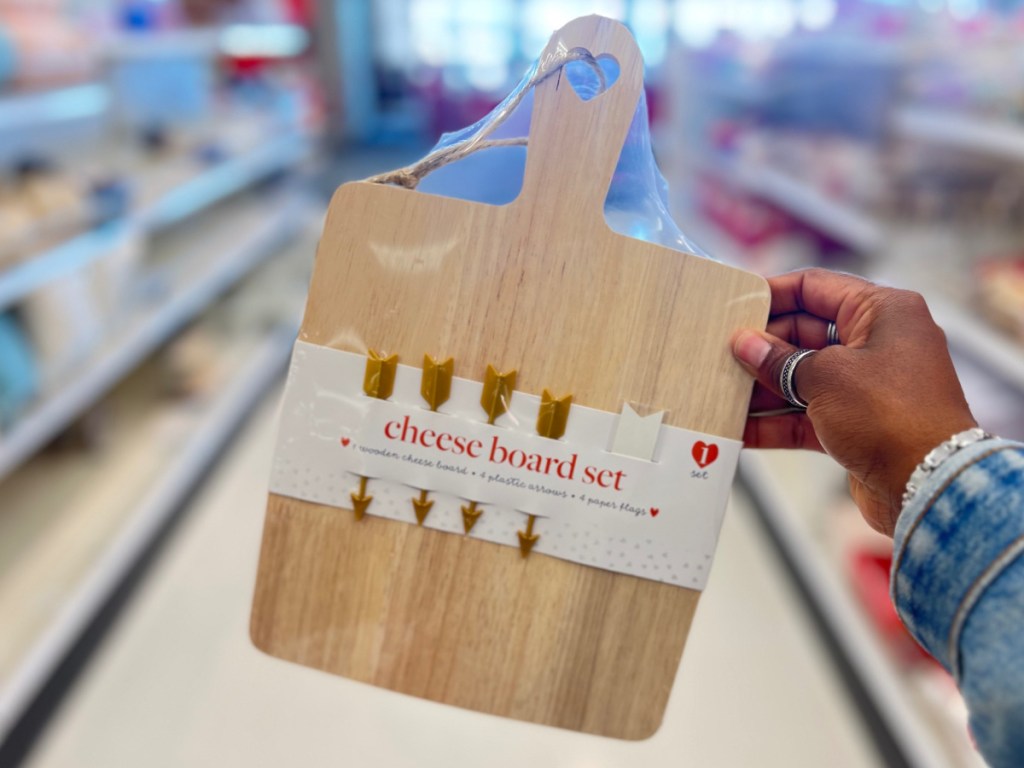 cheese board set
1 wooden cheese board • 4 plastic arrows • 4 paper flags
1
set